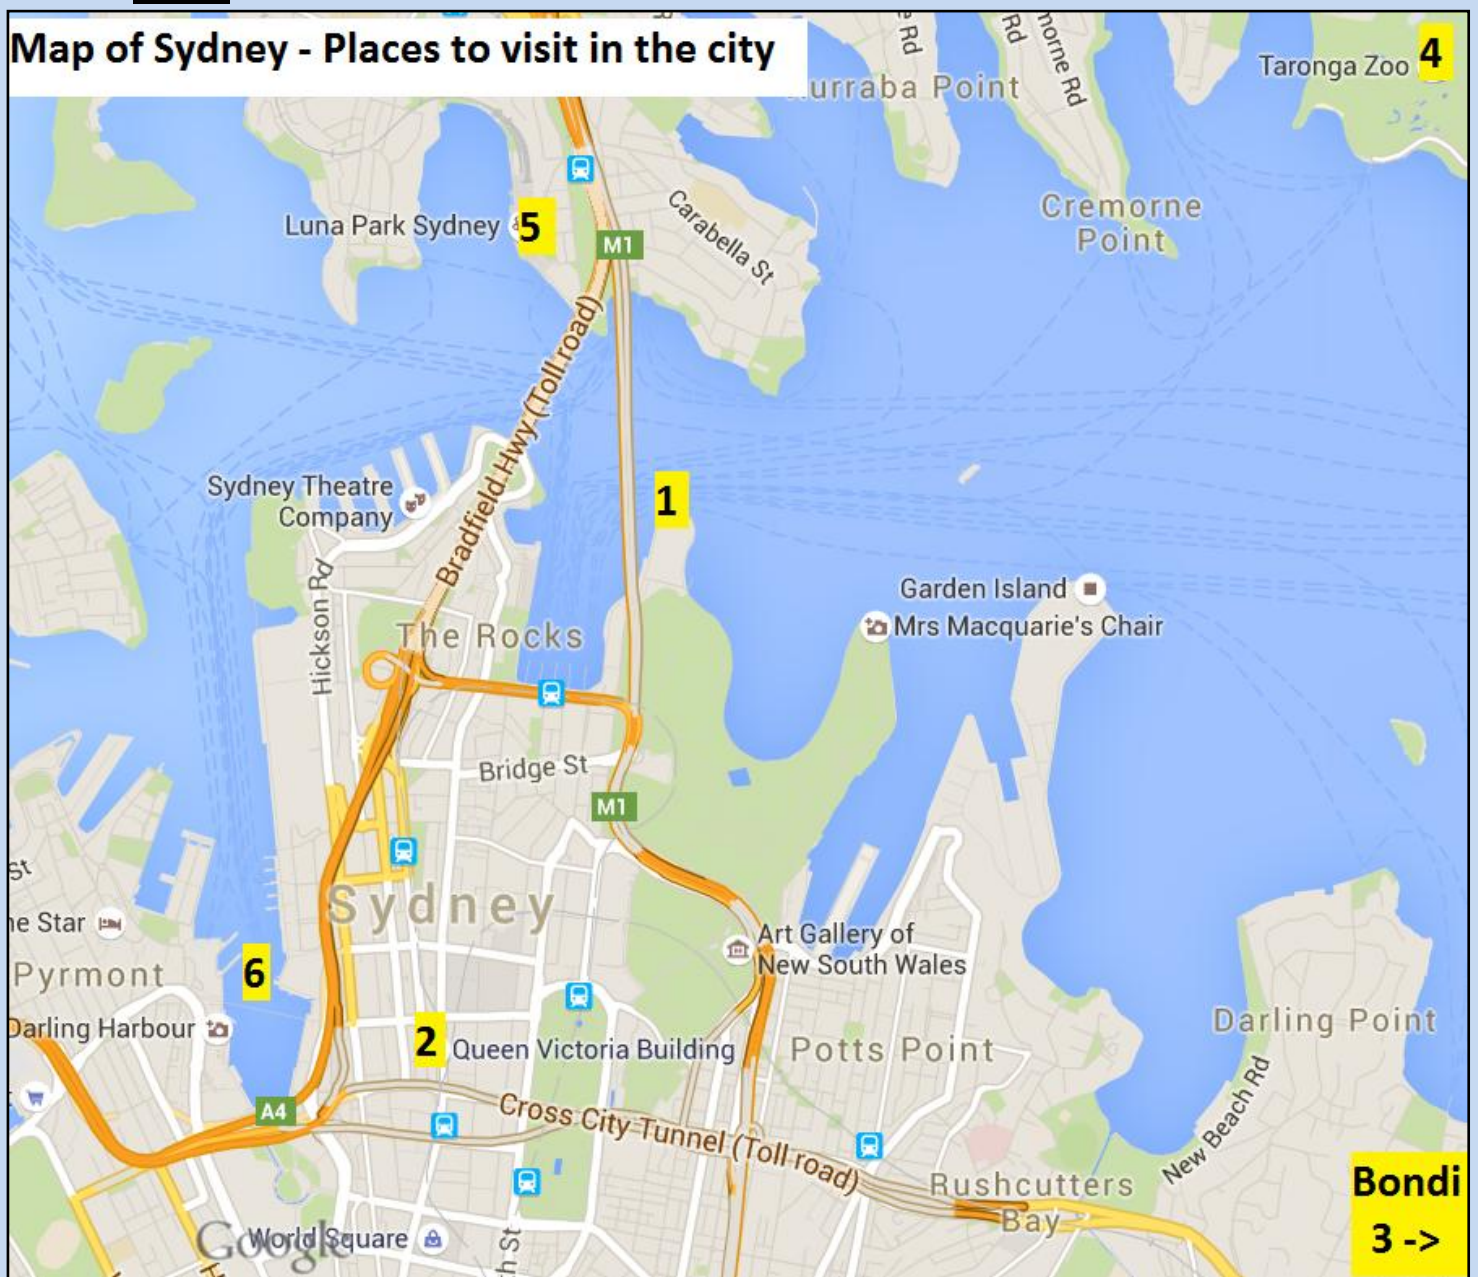 Map of Sydney - Places to visit in the city
Rd
Rd
Taronga Zoo 4
urraba Point
Cremorne
Point
Carabella St
Luna Park Sydney 5
M1
Bradfield Hwy (Toll road)
Sydney Theatre
Company
1
Hickson Rd
The Rocks
Garden Island
Mrs Macquarie's Chair
Bridge St
M1
St
Sydney
ne Star
Pyrmont
6
Art Gallery of
New South Wales
Darling Harbour
2 Queen Victoria Building
Potts Point
Darling Point
A4
Cross City Tunnel (Toll road)
New Beach Rd
Rushcutters
Bay
Bondi
3 ->
Google
World Square
St